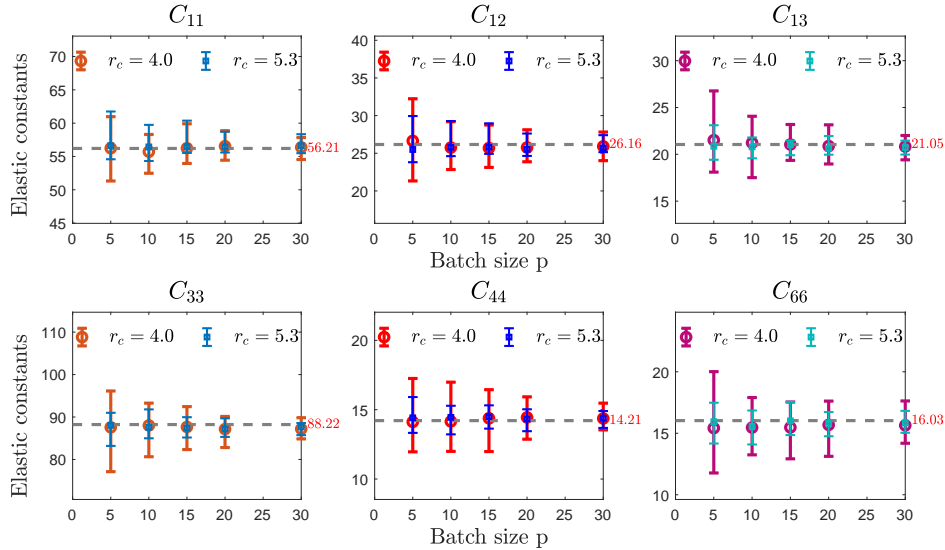 C₁₁ C₁₂ C₁₃
r_c = 4.0 r_c = 5.3 r_c = 4.0 r_c = 5.3 r_c = 4.0 r_c = 5.3
Elastic constants
70
65
60
55
50
45
56.21
0 5 10 15 20 25 30
40
35
30
25
20
15
26.16
0 5 10 15 20 25 30
Batch size p
30
25
20
15
21.05
0 5 10 15 20 25 30
C₃₃ C₄₄ C₆₆
r_c = 4.0 r_c = 5.3 r_c = 4.0 r_c = 5.3 r_c = 4.0 r_c = 5.3
Elastic constants
110
100
90
80
88.22
0 5 10 15 20 25 30
20
15
10
14.21
0 5 10 15 20 25 30
Batch size p
20
15
10
16.03
0 5 10 15 20 25 30